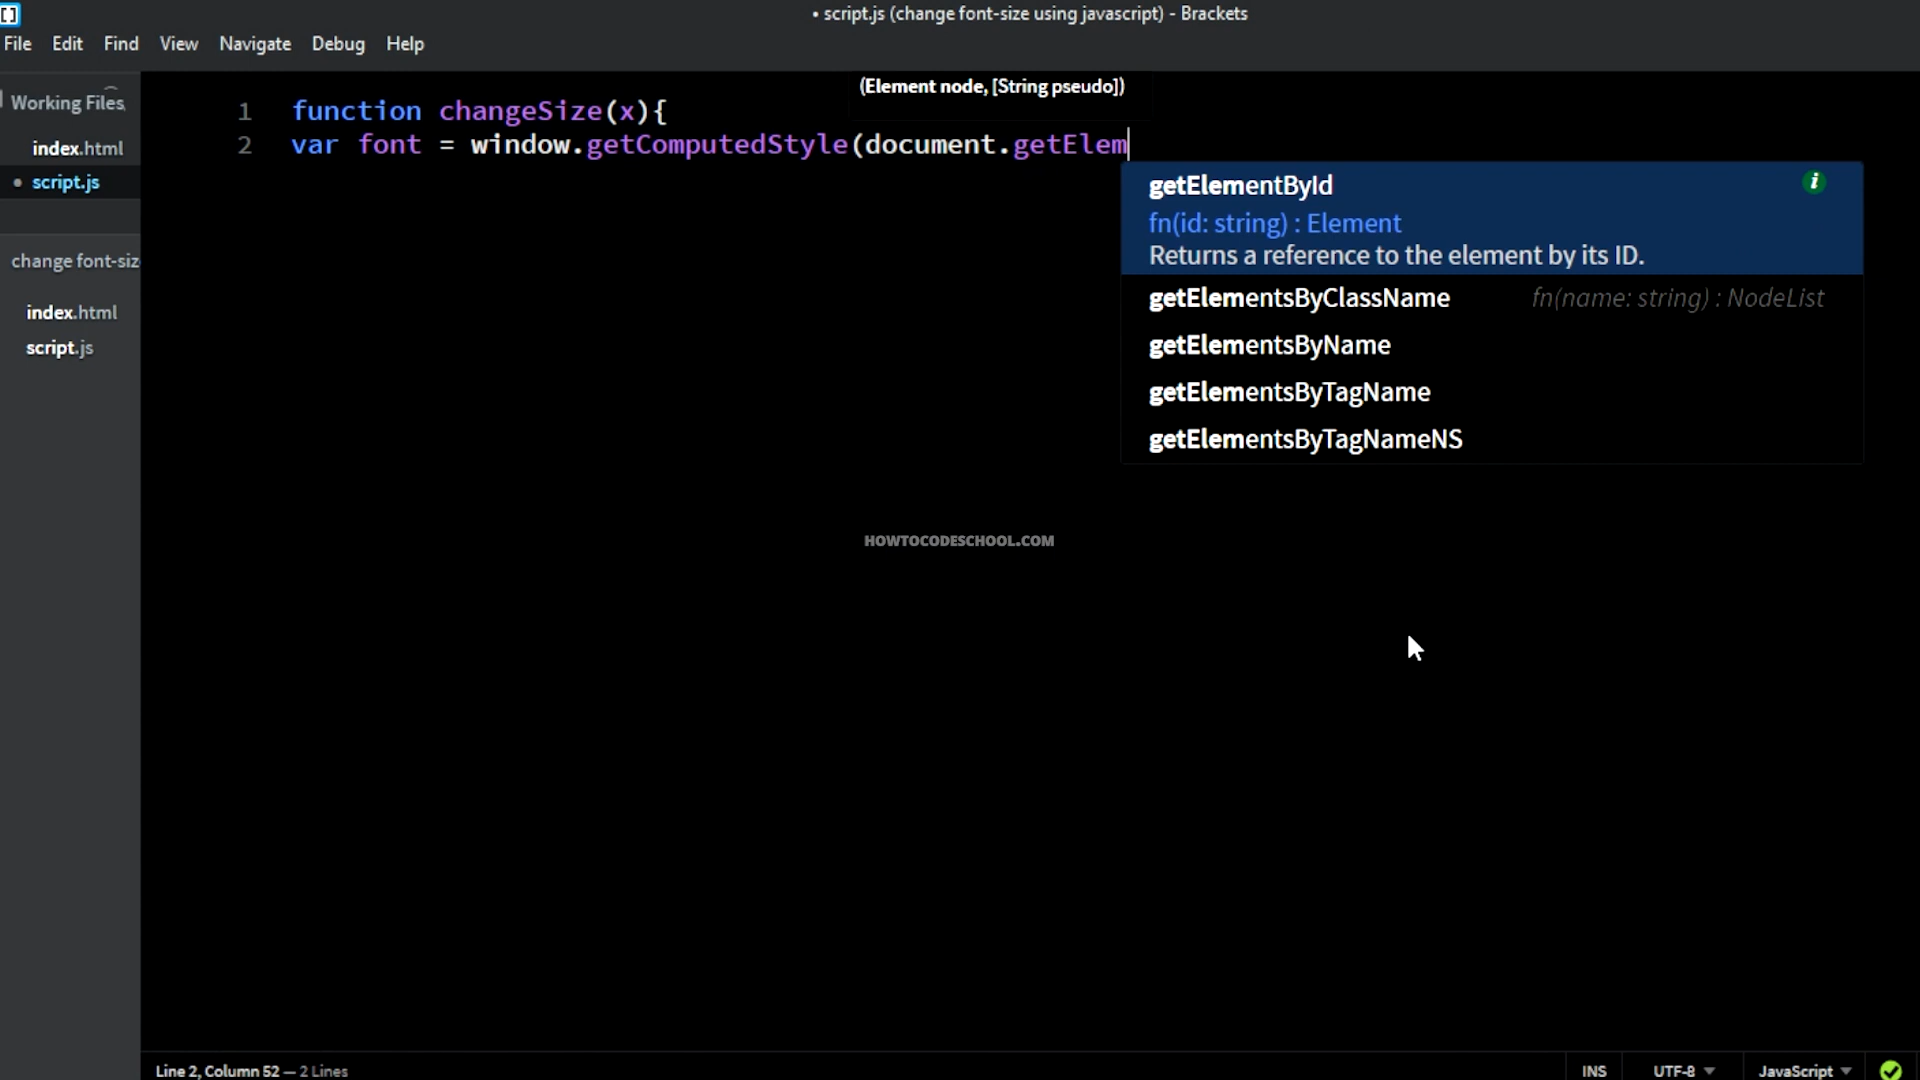 • script.js (change font-size using javascript) - Brackets
File Edit Find View Navigate Debug Help
Working Files
index.html
• script.js
change font-siz
index.html
script.js
(Element node, [String pseudo])
1 function changeSize(x){
2 var font = window.getComputedStyle(document.getElem
getElementById
fn(id: string) : Element
Returns a reference to the element by its ID.
getElementsByClassName fn(name: string) : NodeList
getElementsByName
getElementsByTagName
getElementsByTagNameNS
HOWTOCODESCHOOL.COM
Line 2, Column 52 — 2 Lines
INS UTF-8 JavaScript